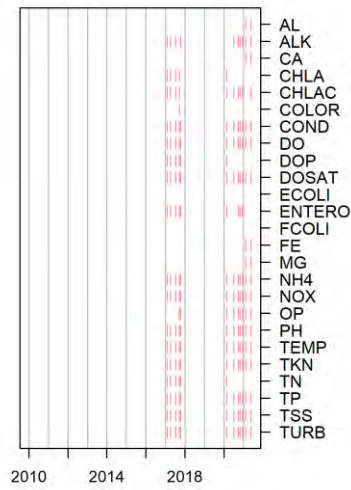 AL
ALK
CA
CHLA
CHLAC
COLOR
COND
DO
DOP
DOSAT
ECOLI
ENTERO
FCOLI
FE
MG
NH4
NOX
OP
PH
TEMP
TKN
TN
TP
TSS
TURB
2010 2014 2018